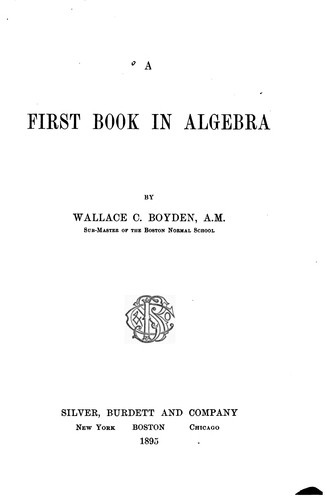 A
FIRST BOOK IN ALGEBRA
BY
WALLACE C. BOYDEN, A.M.
SUB-MASTER OF THE BOSTON NORMAL SCHOOL
SILVER, BURDETT AND COMPANY
NEW YORK BOSTON CHICAGO
1895